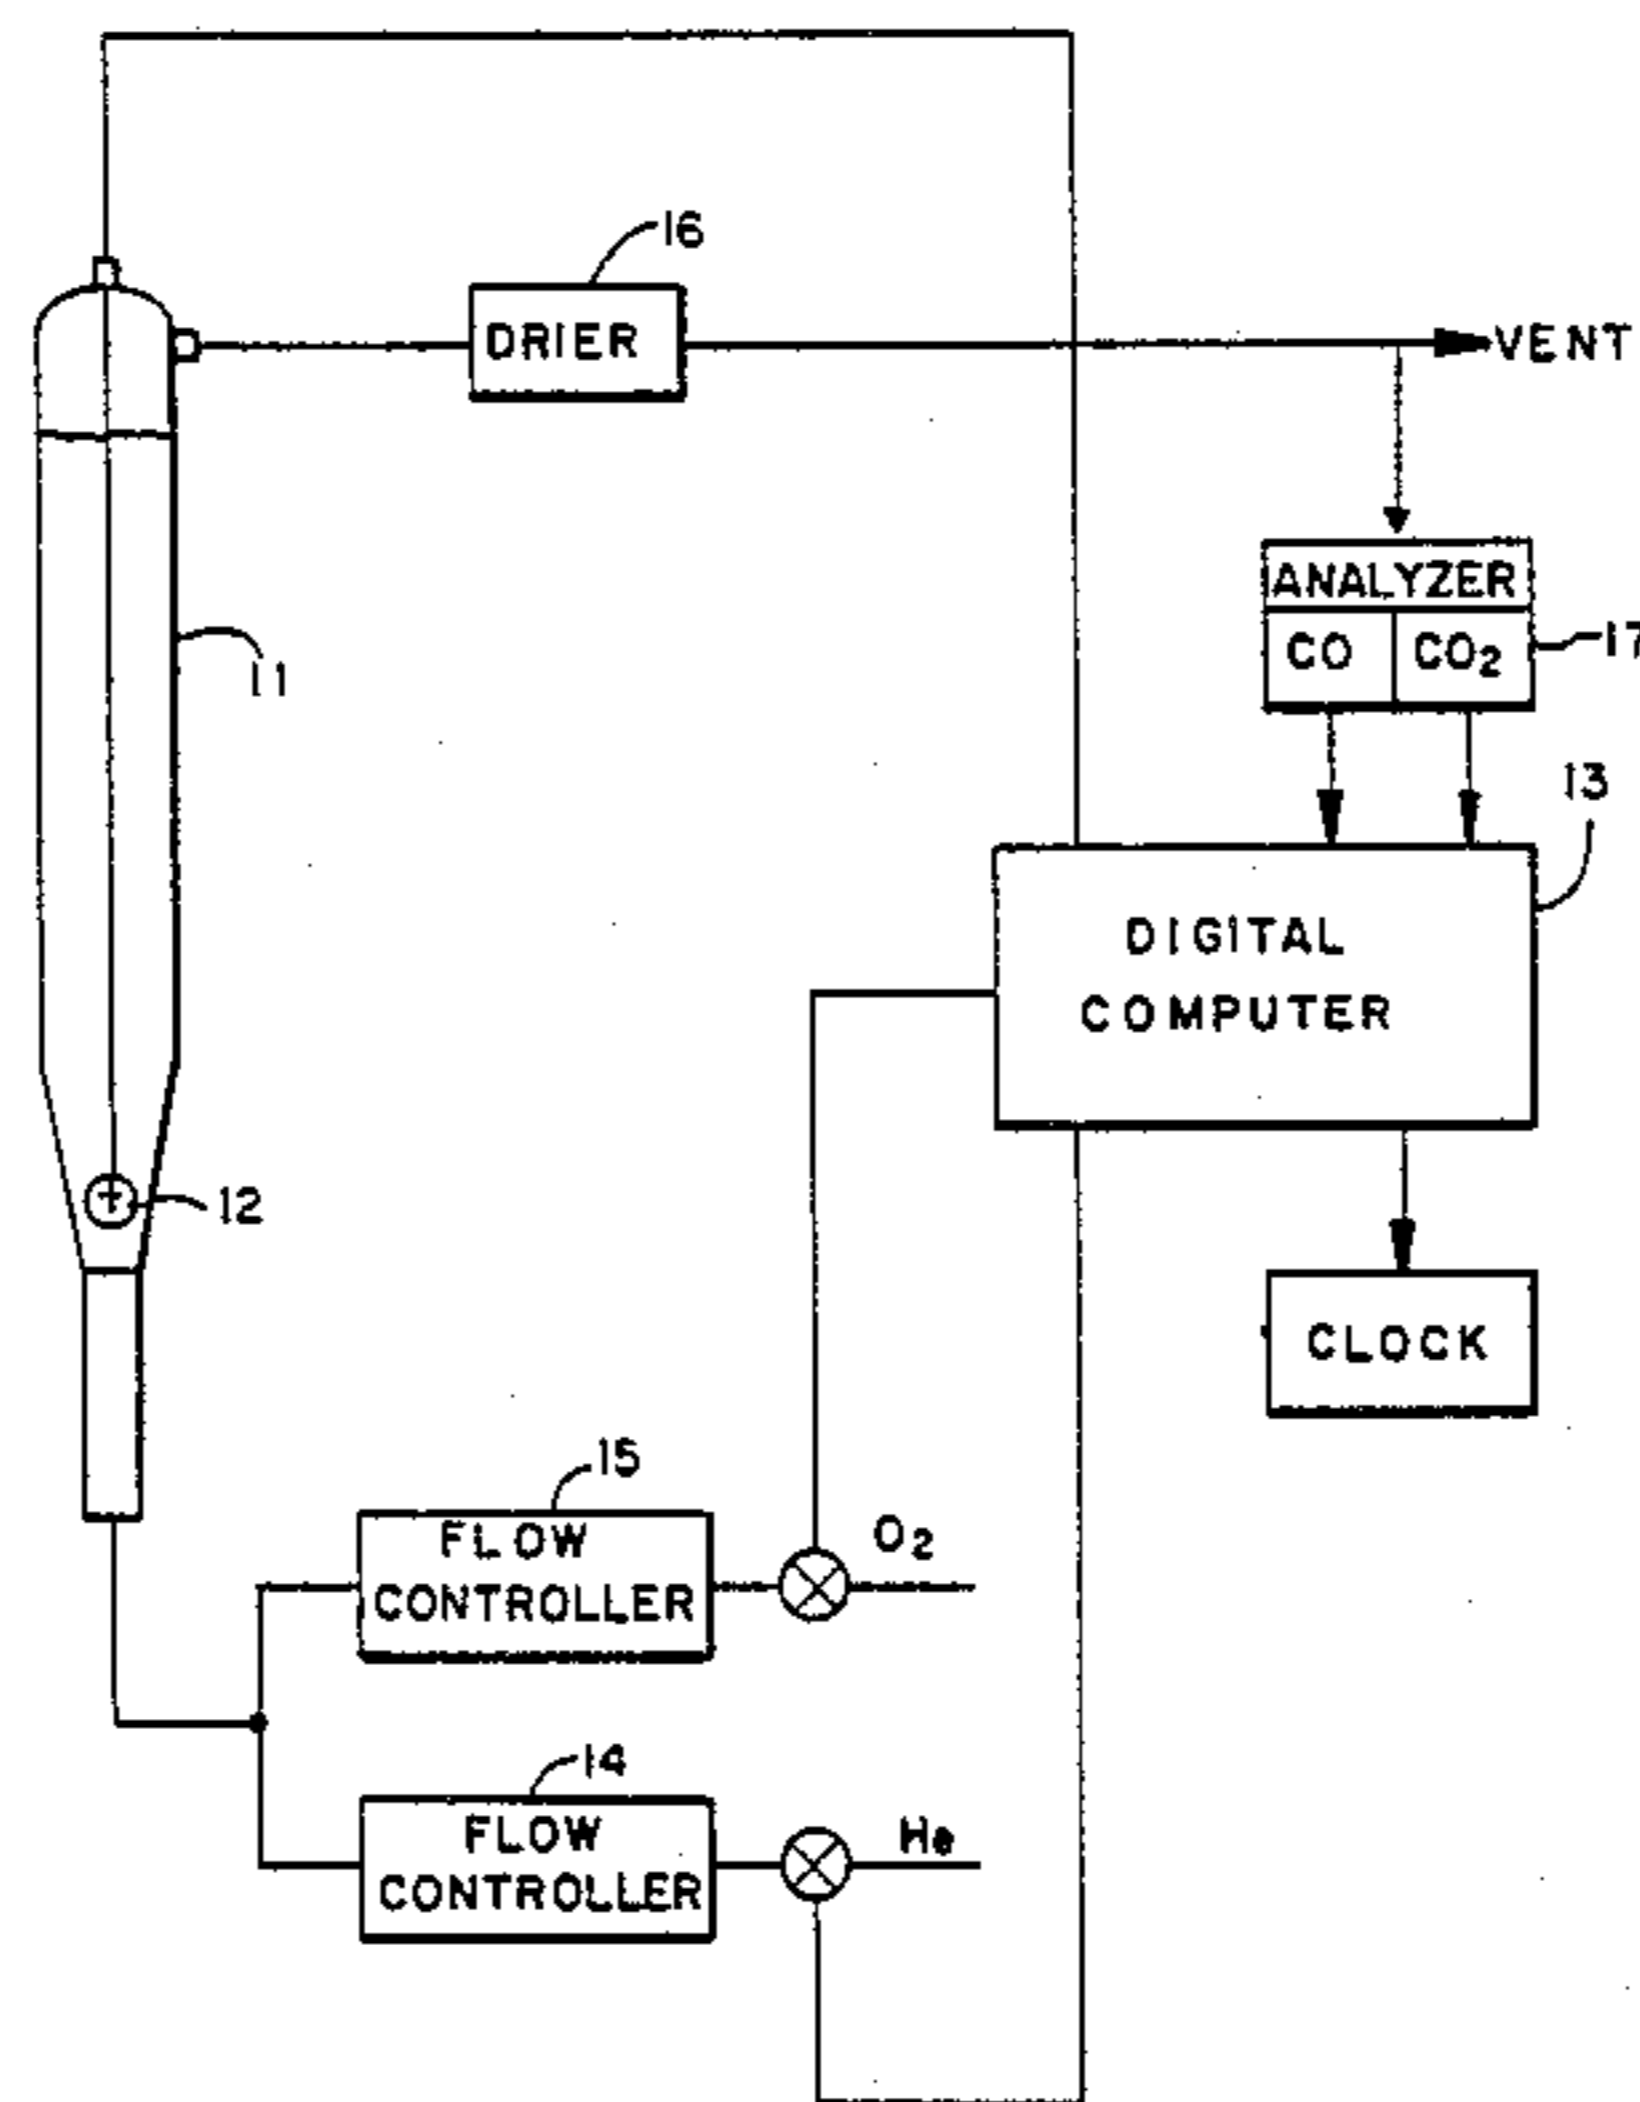 16
DRIER
VENT
ANALYZER
CO
CO₂
17
11
13
DIGITAL
COMPUTER
12
CLOCK
15
FLOW
CONTROLLER
O₂
14
FLOW
CONTROLLER
He